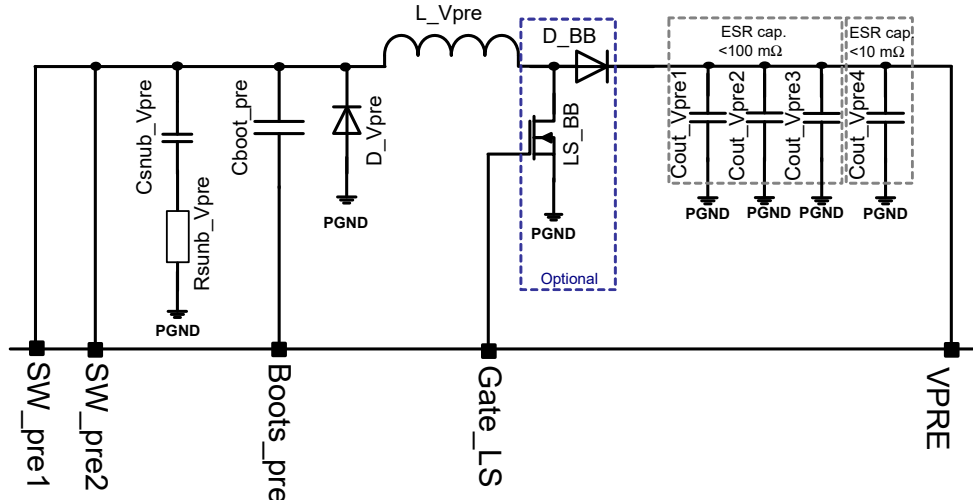 L_Vpre
D_BB
ESR cap.
<100 mΩ
ESR cap.
<10 mΩ
Csnub_Vpre
Cboot_pre
D_Vpre
LS_BB
Cout_Vpre1
Cout_Vpre2
Cout_Vpre3
Cout_Vpre4
Rsunb_Vpre
PGND
PGND
PGND
PGND
PGND
PGND
PGND
Optional
SW_pre1
SW_pre2
Boots_pre
Gate_LS
VPRE